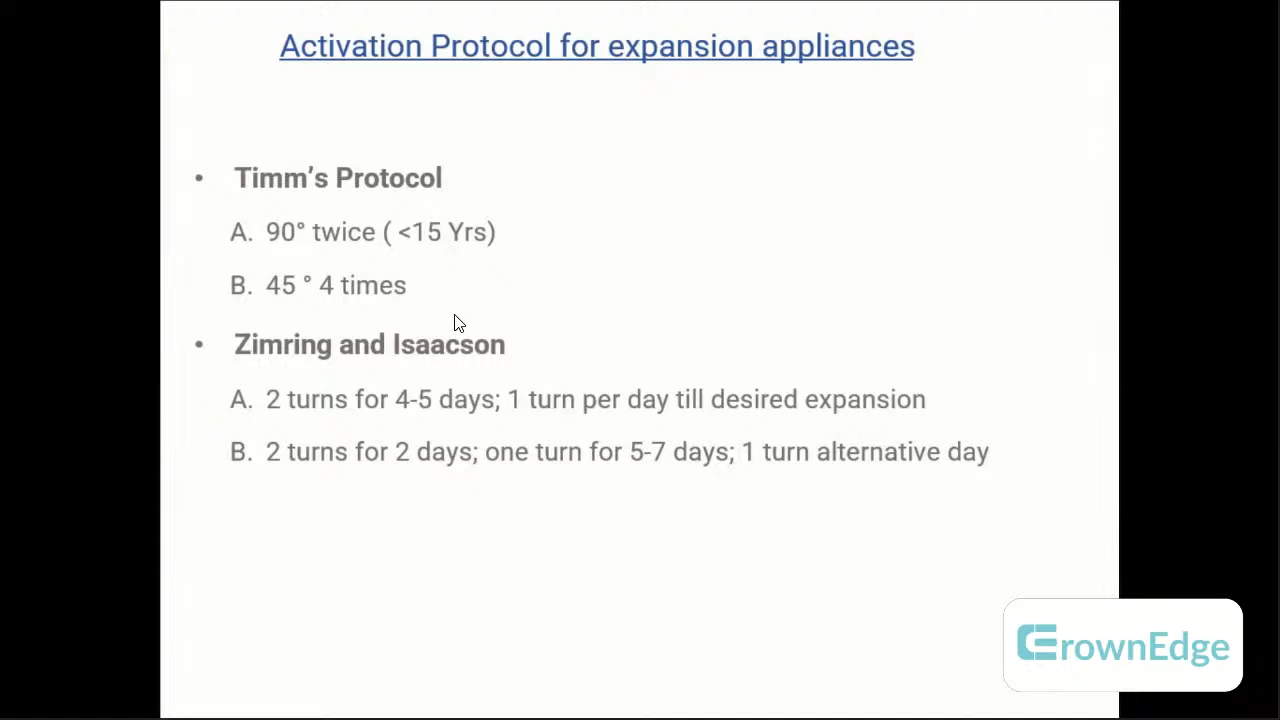 Activation Protocol for expansion appliances
• Timm's Protocol
A. 90° twice ( <15 Yrs)
B. 45 ° 4 times
• Zimring and Isaacson
A. 2 turns for 4-5 days; 1 turn per day till desired expansion
B. 2 turns for 2 days; one turn for 5-7 days; 1 turn alternative day
CrownEdge